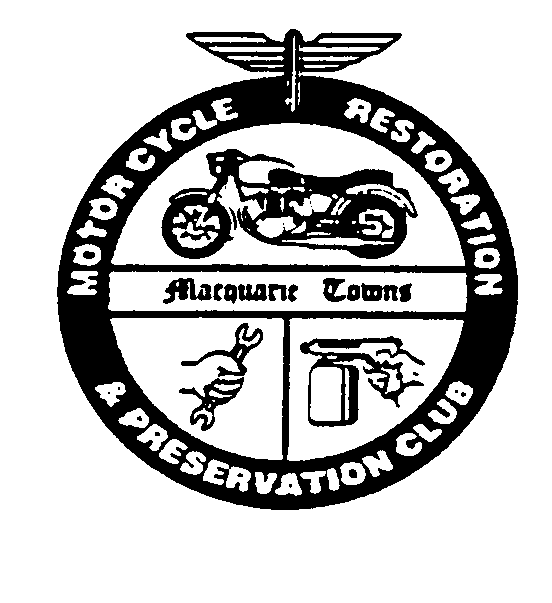 MOTOR CYCLE RESTORATION
Macquarie Towns
& PRESERVATION CLUB